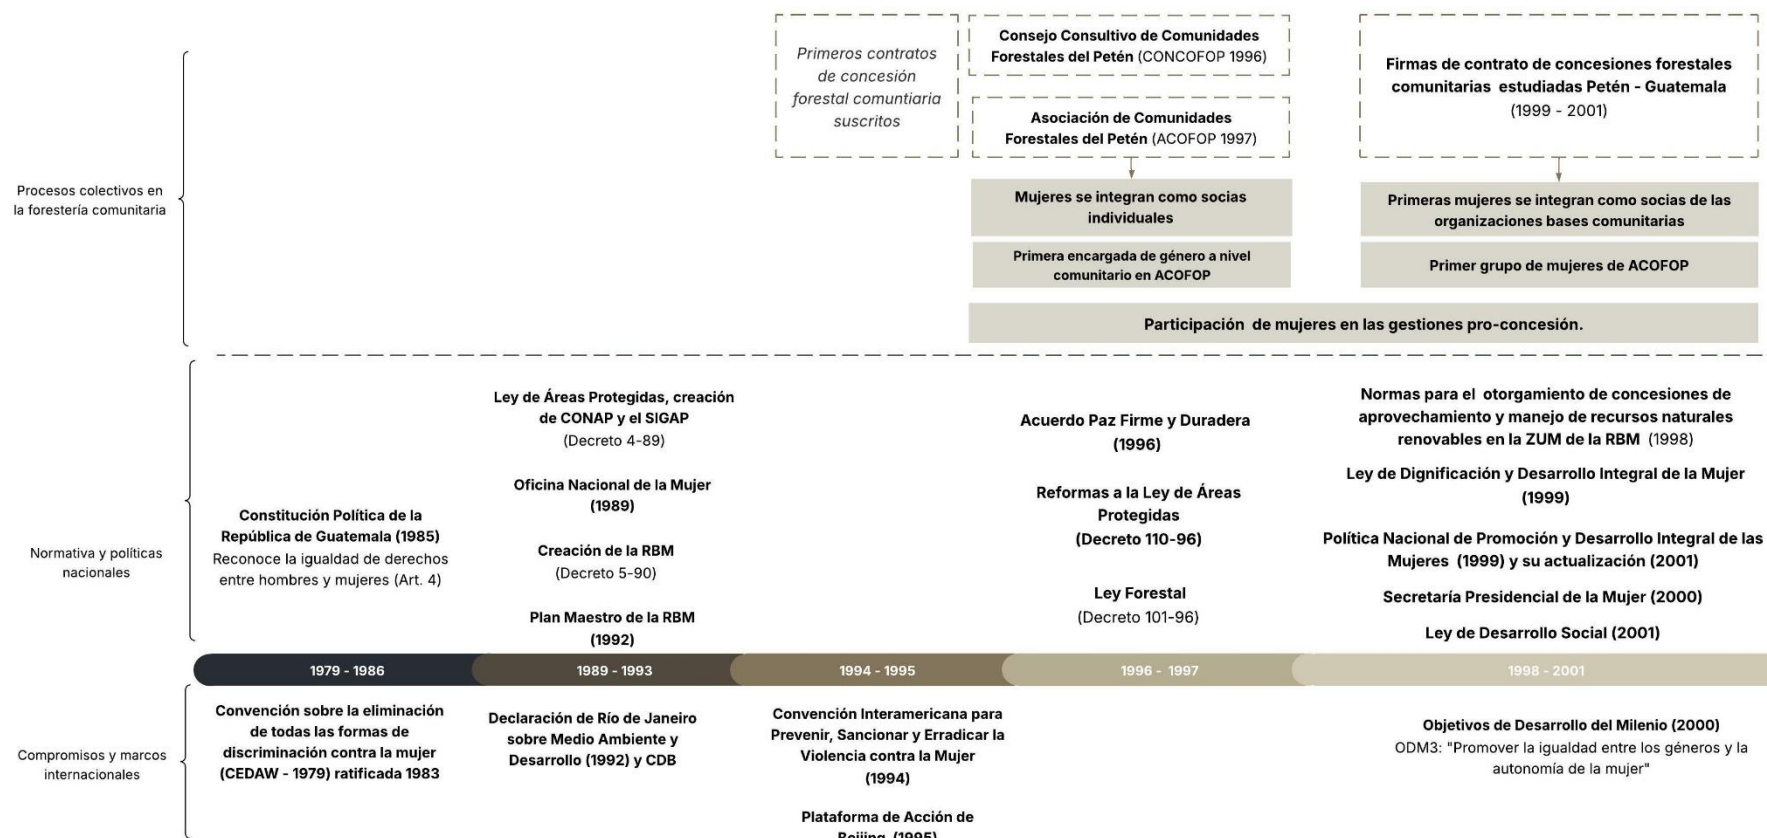 Primeros contratos
de concesión
forestal comuntiaria
suscritos
Consejo Consultivo de Comunidades
Forestales del Petén (CONCOFOP 1996)
Asociación de Comunidades
Forestales del Petén (ACOFOP 1997)
Firmas de contrato de concesiones forestales
comunitarias estudiadas Petén - Guatemala
(1999 - 2001)
Procesos colectivos en
la forestería comunitaria
Mujeres se integran como socias
individuales
Primeras mujeres se integran como socias de las
organizaciones bases comunitarias
Primera encargada de género a nivel
comunitario en ACOFOP
Primer grupo de mujeres de ACOFOP
Participación de mujeres en las gestiones pro-concesión.
Normativa y políticas
nacionales
Constitución Política de la
República de Guatemala (1985)
Reconoce la igualdad de derechos
entre hombres y mujeres (Art. 4)
Ley de Áreas Protegidas, creación
de CONAP y el SIGAP
(Decreto 4-89)
Oficina Nacional de la Mujer
(1989)
Creación de la RBM
(Decreto 5-90)
Plan Maestro de la RBM
(1992)
Acuerdo Paz Firme y Duradera
(1996)
Reformas a la Ley de Áreas
Protegidas
(Decreto 110-96)
Ley Forestal
(Decreto 101-96)
Normas para el otorgamiento de concesiones de
aprovechamiento y manejo de recursos naturales
renovables en la ZUM de la RBM (1998)
Ley de Dignificación y Desarrollo Integral de la Mujer
(1999)
Política Nacional de Promoción y Desarrollo Integral de las
Mujeres (1999) y su actualización (2001)
Secretaría Presidencial de la Mujer (2000)
Ley de Desarrollo Social (2001)
1979 - 1986
1989 - 1993
1994 - 1995
1996 - 1997
1998 - 2001
Compromisos y marcos
internacionales
Convención sobre la eliminación
de todas las formas de
discriminación contra la mujer
(CEDAW - 1979) ratificada 1983
Declaración de Río de Janeiro
sobre Medio Ambiente y
Desarrollo (1992) y CDB
Convención Interamericana para
Prevenir, Sancionar y Erradicar la
Violencia contra la Mujer
(1994)
Plataforma de Acción de
Beijing (1995)
Objetivos de Desarrollo del Milenio (2000)
ODM3: "Promover la igualdad entre los géneros y la
autonomía de la mujer"